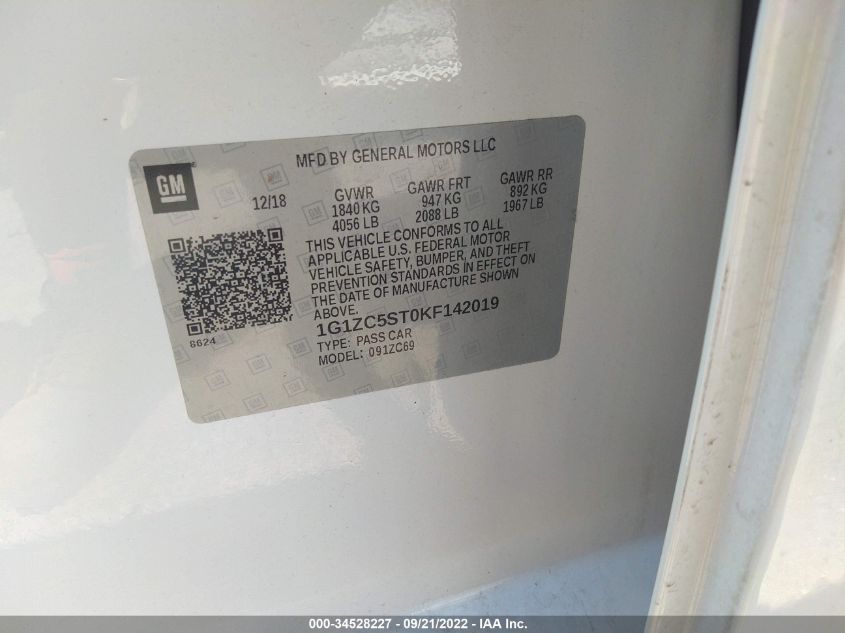 MFD BY GENERAL MOTORS LLC
GM
12/18
GVWR GAWR FRT GAWR RR
1840 KG 947 KG 892 KG
4056 LB 2088 LB 1967 LB
THIS VEHICLE CONFORMS TO ALL
APPLICABLE U.S. FEDERAL MOTOR
VEHICLE SAFETY, BUMPER, AND THEFT
PREVENTION STANDARDS IN EFFECT ON
THE DATE OF MANUFACTURE SHOWN
ABOVE.
8624
1G1ZC5ST0KF142019
TYPE: PASS CAR
MODEL: 091ZC69
000-34528227 - 09/21/2022 - IAA Inc.